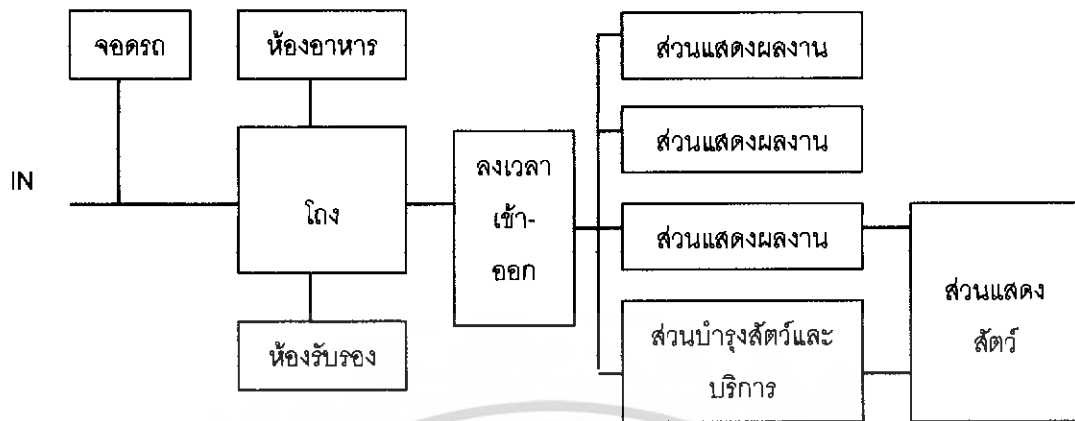 จอดรถ
ห้องอาหาร
ส่วนแสดงผลงาน
ส่วนแสดงผลงาน
IN
โถง
ลงเวลา
เข้า-
ออก
ส่วนแสดงผลงาน
ส่วนแสดง
สัตว์
ห้องรับรอง
ส่วนบำรุงสัตว์และ
บริการ